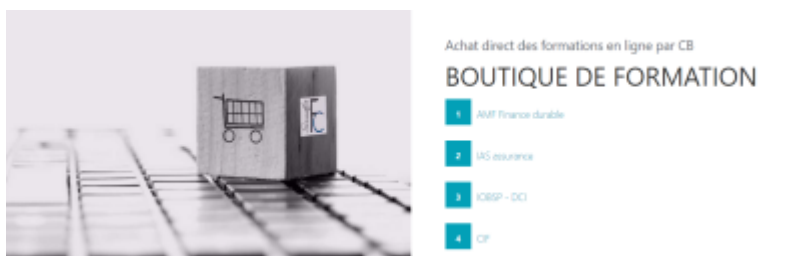 Achat direct des formations en ligne par CB
BOUTIQUE DE FORMATION
1 AMF Finance durable
2 IAS assurance
3 IOBSP - DCI
4 CIF